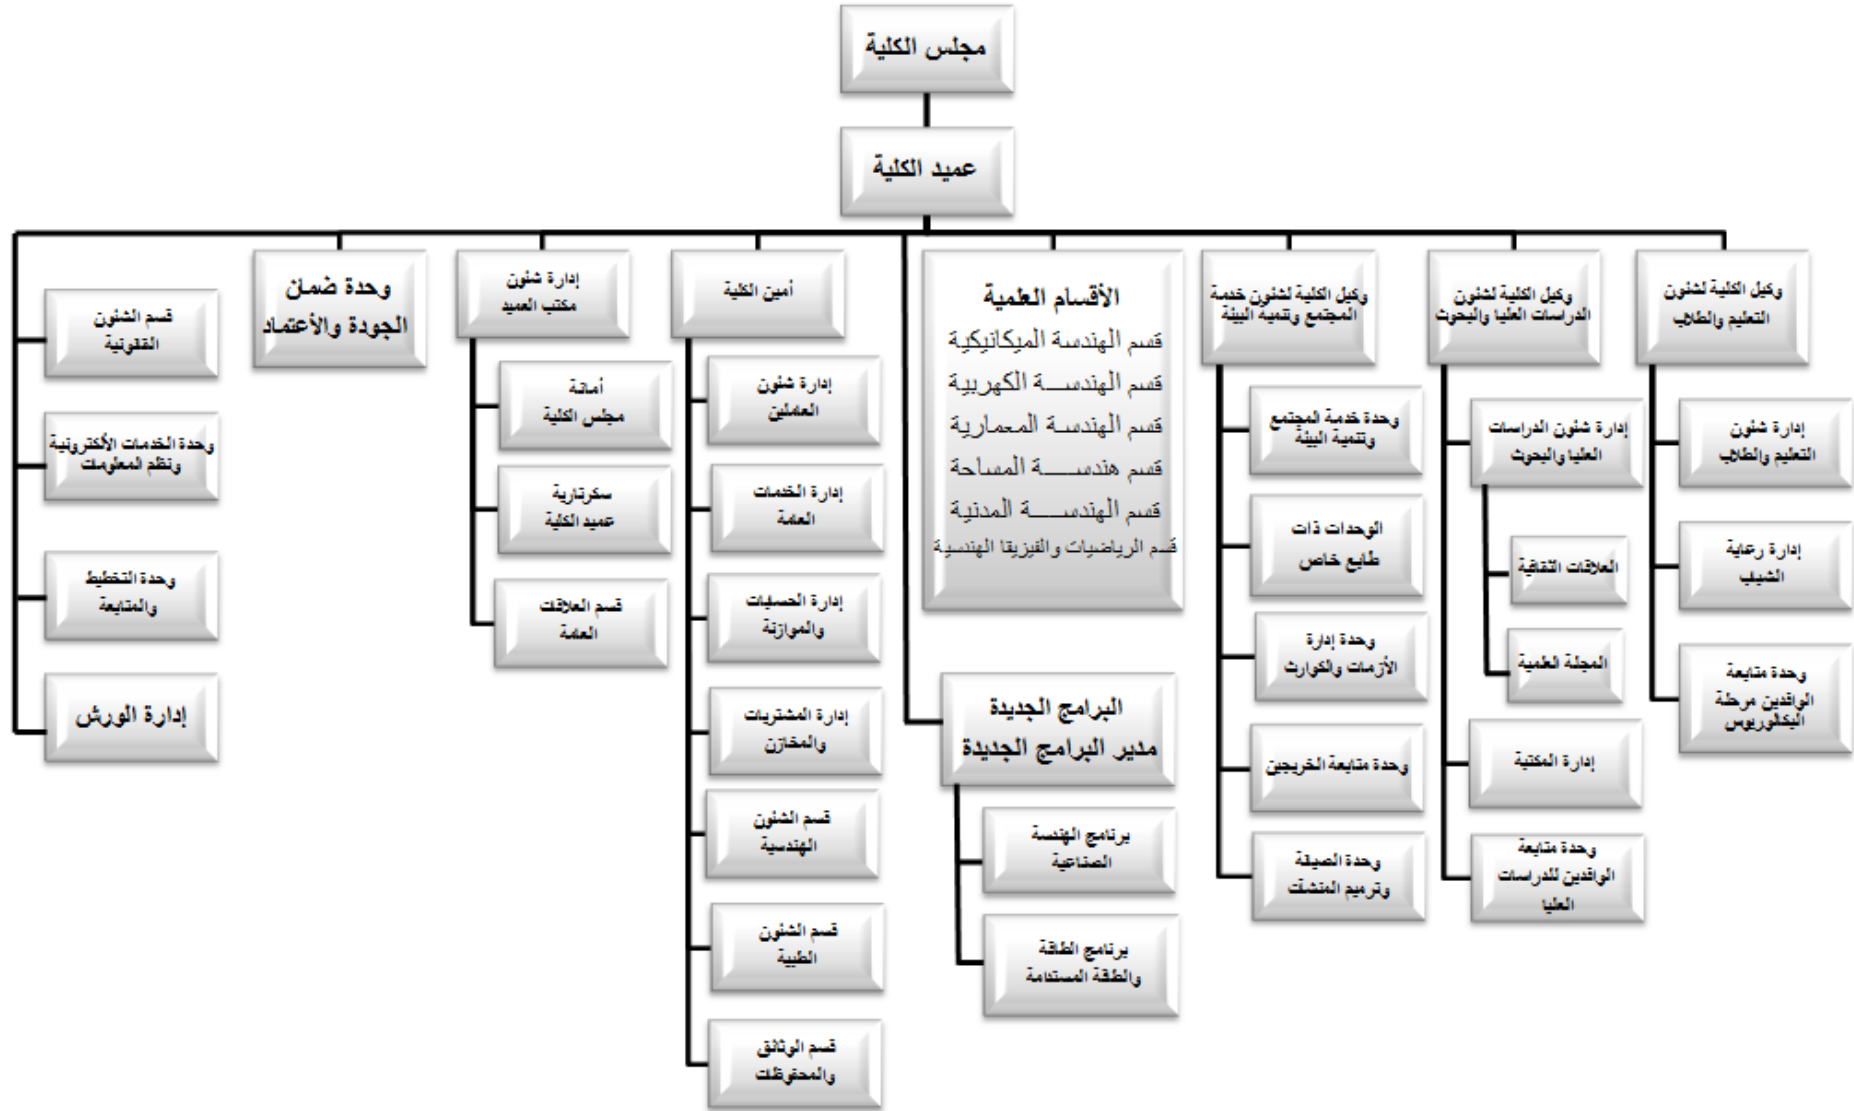 مجلس الكلية
عميد الكلية
وكيل الكلية لشئون
التعليم والطلاب
إدارة شئون
التعليم والطلاب
إدارة رعاية
الشباب
وحدة متابعة
الوافدين مرحلة
البكالوريوس
وكيل الكلية لشئون
الدراسات العليا والبحوث
إدارة شئون الدراسات
العليا والبحوث
العلاقات الثقافية
المجلة العلمية
إدارة المكتبة
وحدة متابعة
الوافدين للدراسات
العليا
وكيل الكلية لشئون خدمة
المجتمع وتنمية البيئة
وحدة خدمة المجتمع
وتنمية البيئة
الوحدات ذات
طابع خاص
وحدة إدارة
الأزمات والكوارث
وحدة متابعة الخريجين
وحدة الصيانة
وترميم المنشآت
الأقسام العلمية
قسم الهندسة الميكانيكية
قسم الهندســة الكهربية
قسم الهندسـة المعمارية
قسم هندســـة المساحة
قسم الهندســـة المدنية
قسم الرياضيات والفيزيقا الهندسية
البرامج الجديدة
مدير البرامج الجديدة
برنامج الهندسة
الصناعية
برنامج الطاقة
والطاقة المستدامة
أمين الكلية
إدارة شئون
العاملين
إدارة الخدمات
العامة
إدارة الحسابات
والموازنة
إدارة المشتريات
والمخازن
قسم الشئون
الهندسية
قسم الشئون
الطبية
قسم الوثائق
والمحفوظات
إدارة شئون
مكتب العميد
أمانة
مجلس الكلية
سكرتارية
عميد الكلية
قسم العلاقات
العامة
وحدة ضمان
الجودة والأعتماد
قسم الشئون
القانونية
وحدة الخدمات الألكترونية
ونظم المعلومات
وحدة التخطيط
والمتابعة
إدارة الورش